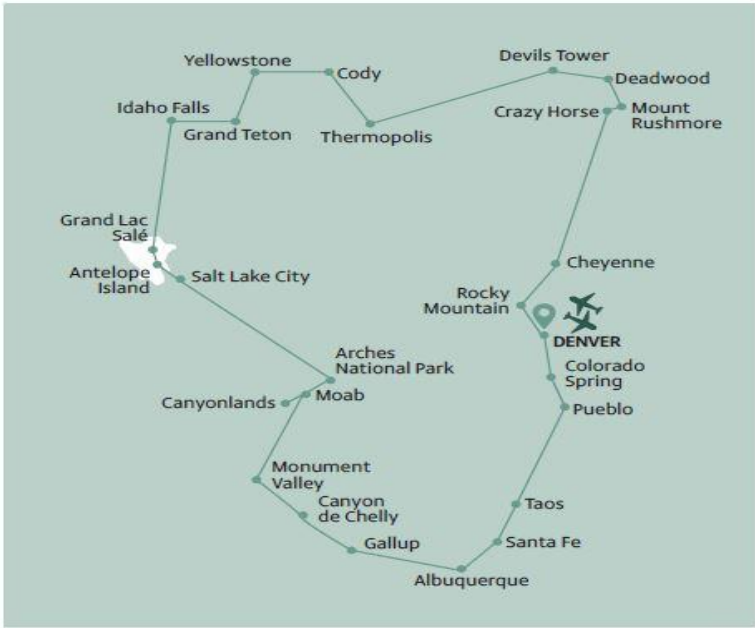 Yellowstone
Cody
Devils Tower
Deadwood
Idaho Falls
Grand Teton
Thermopolis
Crazy Horse
Mount
Rushmore
Grand Lac
Salé
Antelope
Island
Salt Lake City
Cheyenne
Rocky
Mountain
DENVER
Arches
National Park
Colorado
Spring
Canyonlands
Moab
Pueblo
Monument
Valley
Canyon
de Chelly
Taos
Gallup
Santa Fe
Albuquerque